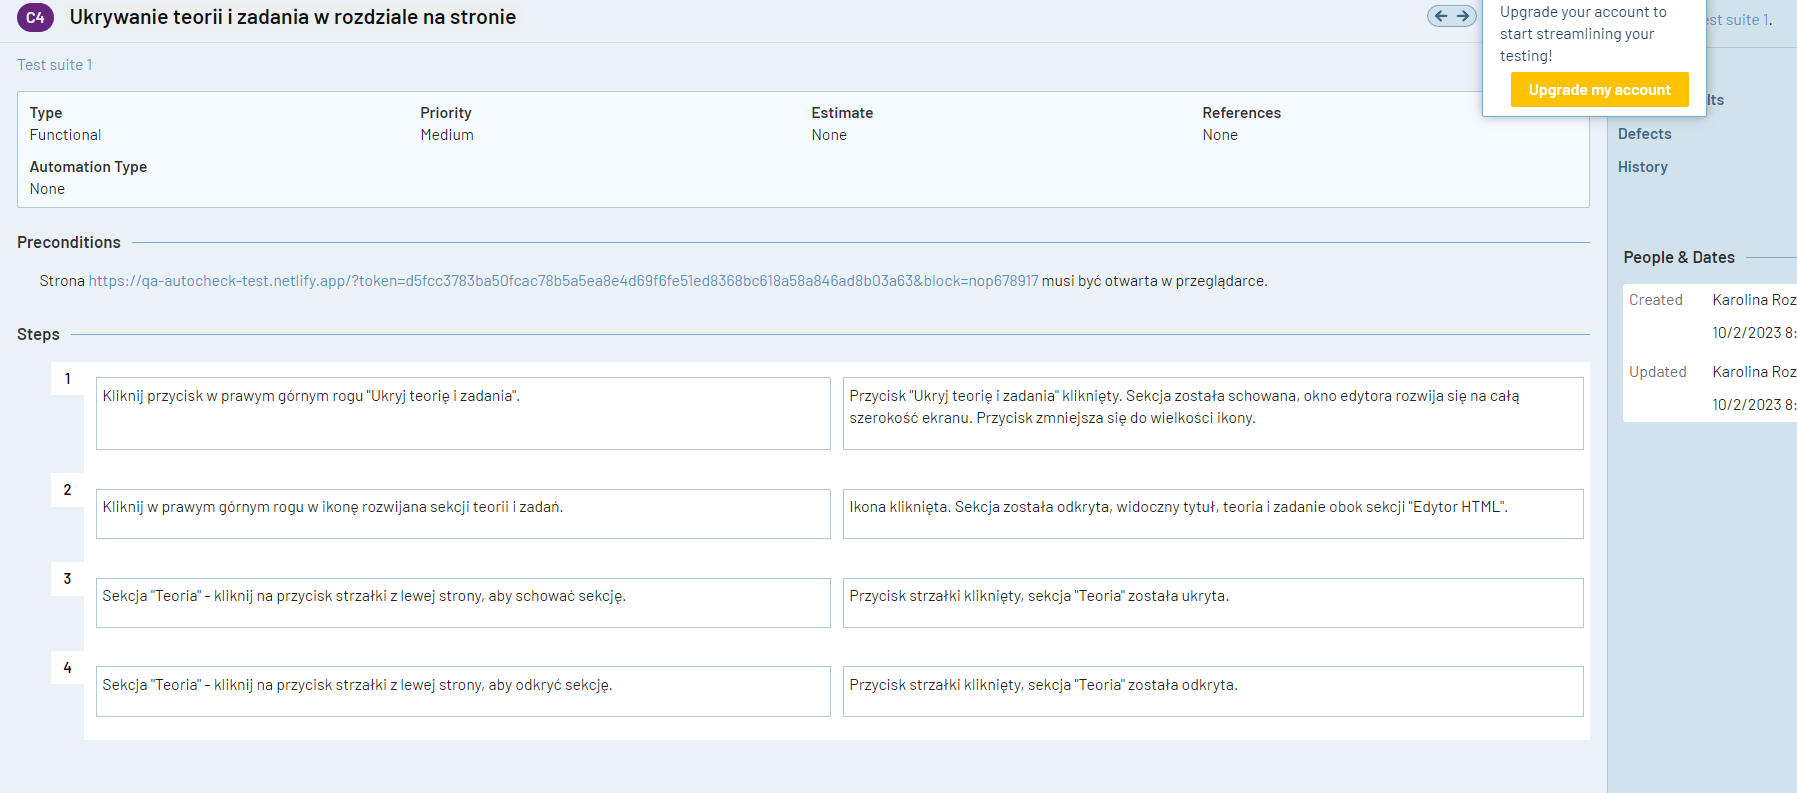 C4 Ukrywanie teorii i zadania w rozdziale na stronie
Upgrade your account to
start streamlining your
testing!
Upgrade my account
Test suite 1
Type
Functional
Priority
Medium
Estimate
None
References
None
Automation Type
None
Preconditions
Strona https://qa-autocheck-test.netlify.app/?token=d5fcc3783ba50fcac78b5a5ea8e4d69f6fe51ed8368bc618a58a846ad8b03a63&block=nop678917 musi być otwarta w przeglądarce.
Steps
1
Kliknij przycisk w prawym górnym rogu "Ukryj teorię i zadania".
Przycisk "Ukryj teorię i zadania" kliknięty. Sekcja została schowana, okno edytora rozwija się na całą
szerokość ekranu. Przycisk zmniejsza się do wielkości ikony.
2
Kliknij w prawym górnym rogu w ikonę rozwijana sekcji teorii i zadań.
Ikona kliknięta. Sekcja została odkryta, widoczny tytuł, teoria i zadanie obok sekcji "Edytor HTML".
3
Sekcja "Teoria" - kliknij na przycisk strzałki z lewej strony, aby schować sekcję.
Przycisk strzałki kliknięty, sekcja "Teoria" została ukryta.
4
Sekcja "Teoria" - kliknij na przycisk strzałki z lewej strony, aby odkryć sekcję.
Przycisk strzałki kliknięty, sekcja "Teoria" została odkryta.
est suite 1.
lts
Defects
History
People & Dates
Created
Karolina Roz
10/2/2023 8:
Updated
Karolina Roz
10/2/2023 8: